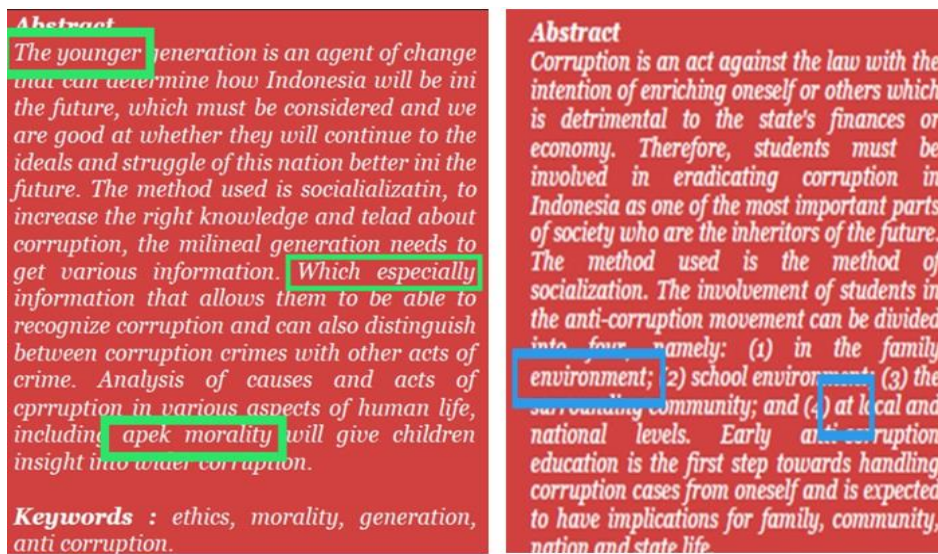 Abstract
The younger generation is an agent of change
that can determine how Indonesia will be ini
the future, which must be considered and we
are good at whether they will continue to the
ideals and struggle of this nation better ini the
future. The method used is socialializatin, to
increase the right knowledge and telad about
corruption, the milineal generation needs to
get various information. Which especially
information that allows them to be able to
recognize corruption and can also distinguish
between corruption crimes with other acts of
crime. Analysis of causes and acts of
cprruption in various aspects of human life,
including apek morality will give children
insight into wider corruption.
Keywords : ethics, morality, generation,
anti corruption.
Abstract
Corruption is an act against the law with the
intention of enriching oneself or others which
is detrimental to the state's finances or
economy. Therefore, students must be
involved in eradicating corruption in
Indonesia as one of the most important parts
of society who are the inheritors of the future.
The method used is the method of
socialization. The involvement of students in
the anti-corruption movement can be divided
into four, namely: (1) in the family
environment; (2) school environment; (3) the
surrounding community; and (4) at local and
national levels. Early anti-corruption
education is the first step towards handling
corruption cases from oneself and is expected
to have implications for family, community,
nation and state life.